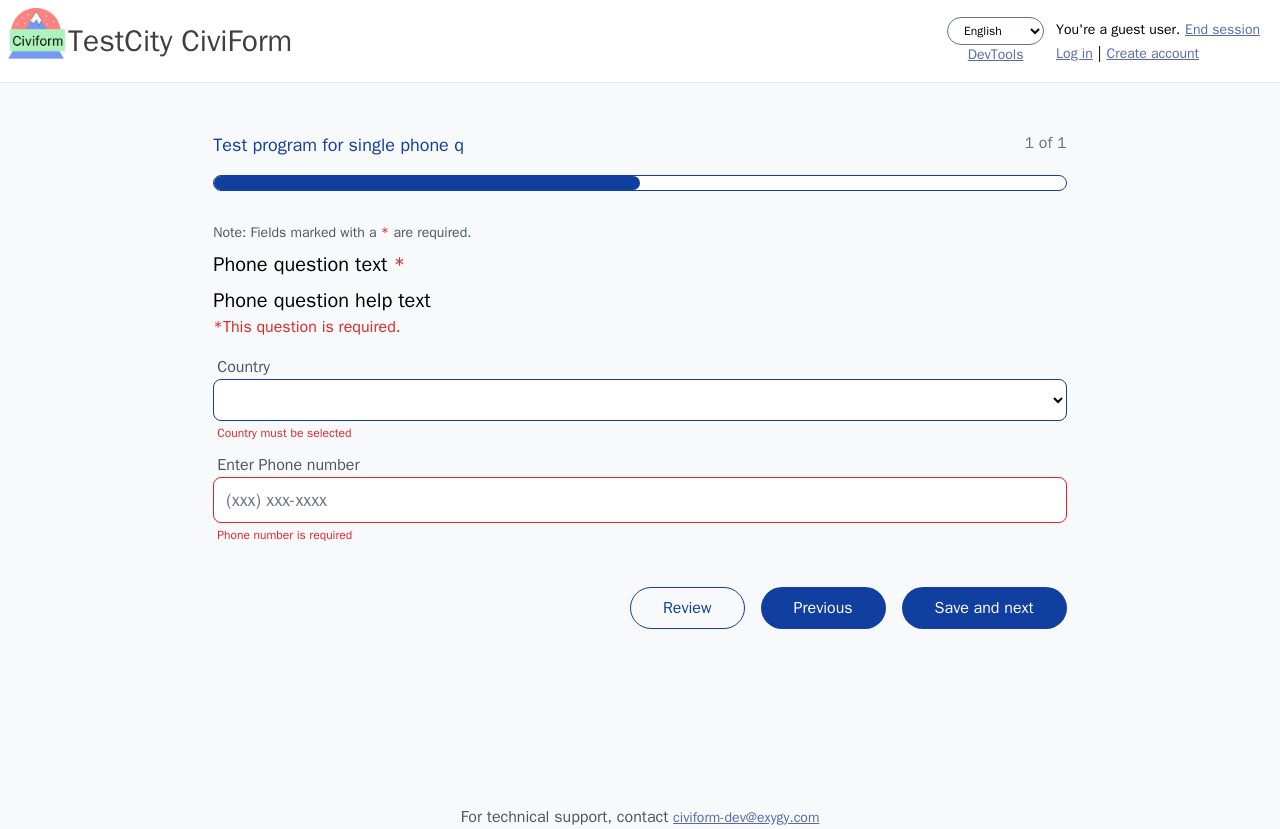 Civiform TestCity CiviForm
English
DevTools
You're a guest user. End session
Log in | Create account
Test program for single phone q
1 of 1
Note: Fields marked with a * are required.
Phone question text *
Phone question help text
*This question is required.
Country
Country must be selected
Enter Phone number
(xxx) xxx-xxxx
Phone number is required
Review Previous Save and next
For technical support, contact civiform-dev@exygy.com